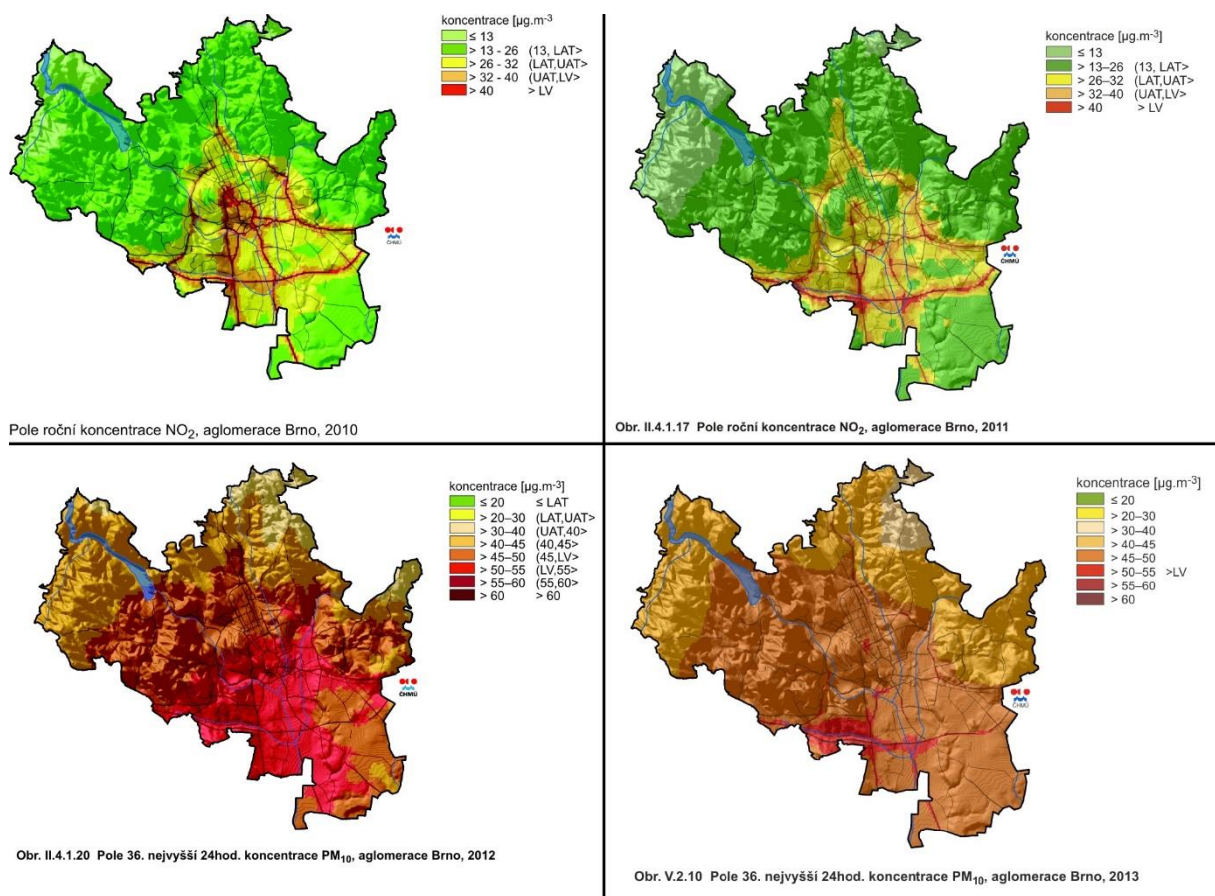 koncentrace [µg.m-3
≤ 13
> 13 - 26 (13, LAT>
> 26 - 32 (LAT,UAT>
> 32 - 40 (UAT,LV>
> 40 > LV
ČHMÚ
Pole roční koncentrace NO2, aglomerace Brno, 2010
koncentrace [µg.m-3]
≤ 13
> 13–26 (13, LAT>
> 26–32 (LAT,UAT>
> 32–40 (UAT,LV>
> 40 > LV
ČHMÚ
Obr. II.4.1.17 Pole roční koncentrace NO2, aglomerace Brno, 2011
koncentrace [µg.m-3]
≤ 20 ≤ LAT
> 20–30 (LAT,UAT>
> 30–40 (UAT,40>
> 40–45 (40,45>
> 45–50 (45,LV>
> 50–55 (LV,55>
> 55–60 (55,60>
> 60 > 60
ČHMÚ
Obr. II.4.1.20 Pole 36. nejvyšší 24hod. koncentrace PM10, aglomerace Brno, 2012
koncentrace [µg.m-3]
≤ 20
> 20–30
> 30–40
> 40–45
> 45–50
> 50–55 >LV
> 55–60
> 60
ČHMÚ
Obr. V.2.10 Pole 36. nejvyšší 24hod. koncentrace PM10, aglomerace Brno, 2013